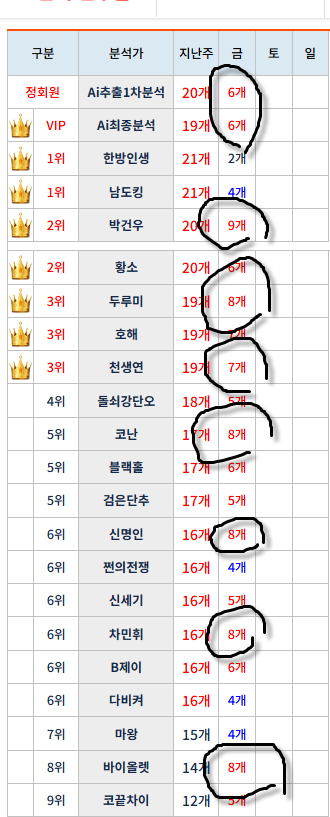 구분 분석가 지난주 금 토 일
정회원 Ai추출1차분석 20개 6개
VIP Ai최종분석 19개 6개
1위 한방인생 21개 2개
1위 남도킹 21개 4개
2위 박건우 20개 9개
2위 황소 20개 6개
3위 두루미 19개 8개
3위 호해 19개 7개
3위 천생연 19개 7개
4위 돌쇠강단오 18개 5개
5위 코난 17개 8개
5위 블랙홀 17개 6개
5위 검은단추 17개 5개
6위 신명인 16개 8개
6위 쩐의전쟁 16개 4개
6위 신세기 16개 5개
6위 차민휘 16개 8개
6위 B제이 16개 6개
6위 다비켜 16개 4개
7위 마왕 15개 4개
8위 바이올렛 14개 8개
9위 코끝차이 12개 5개